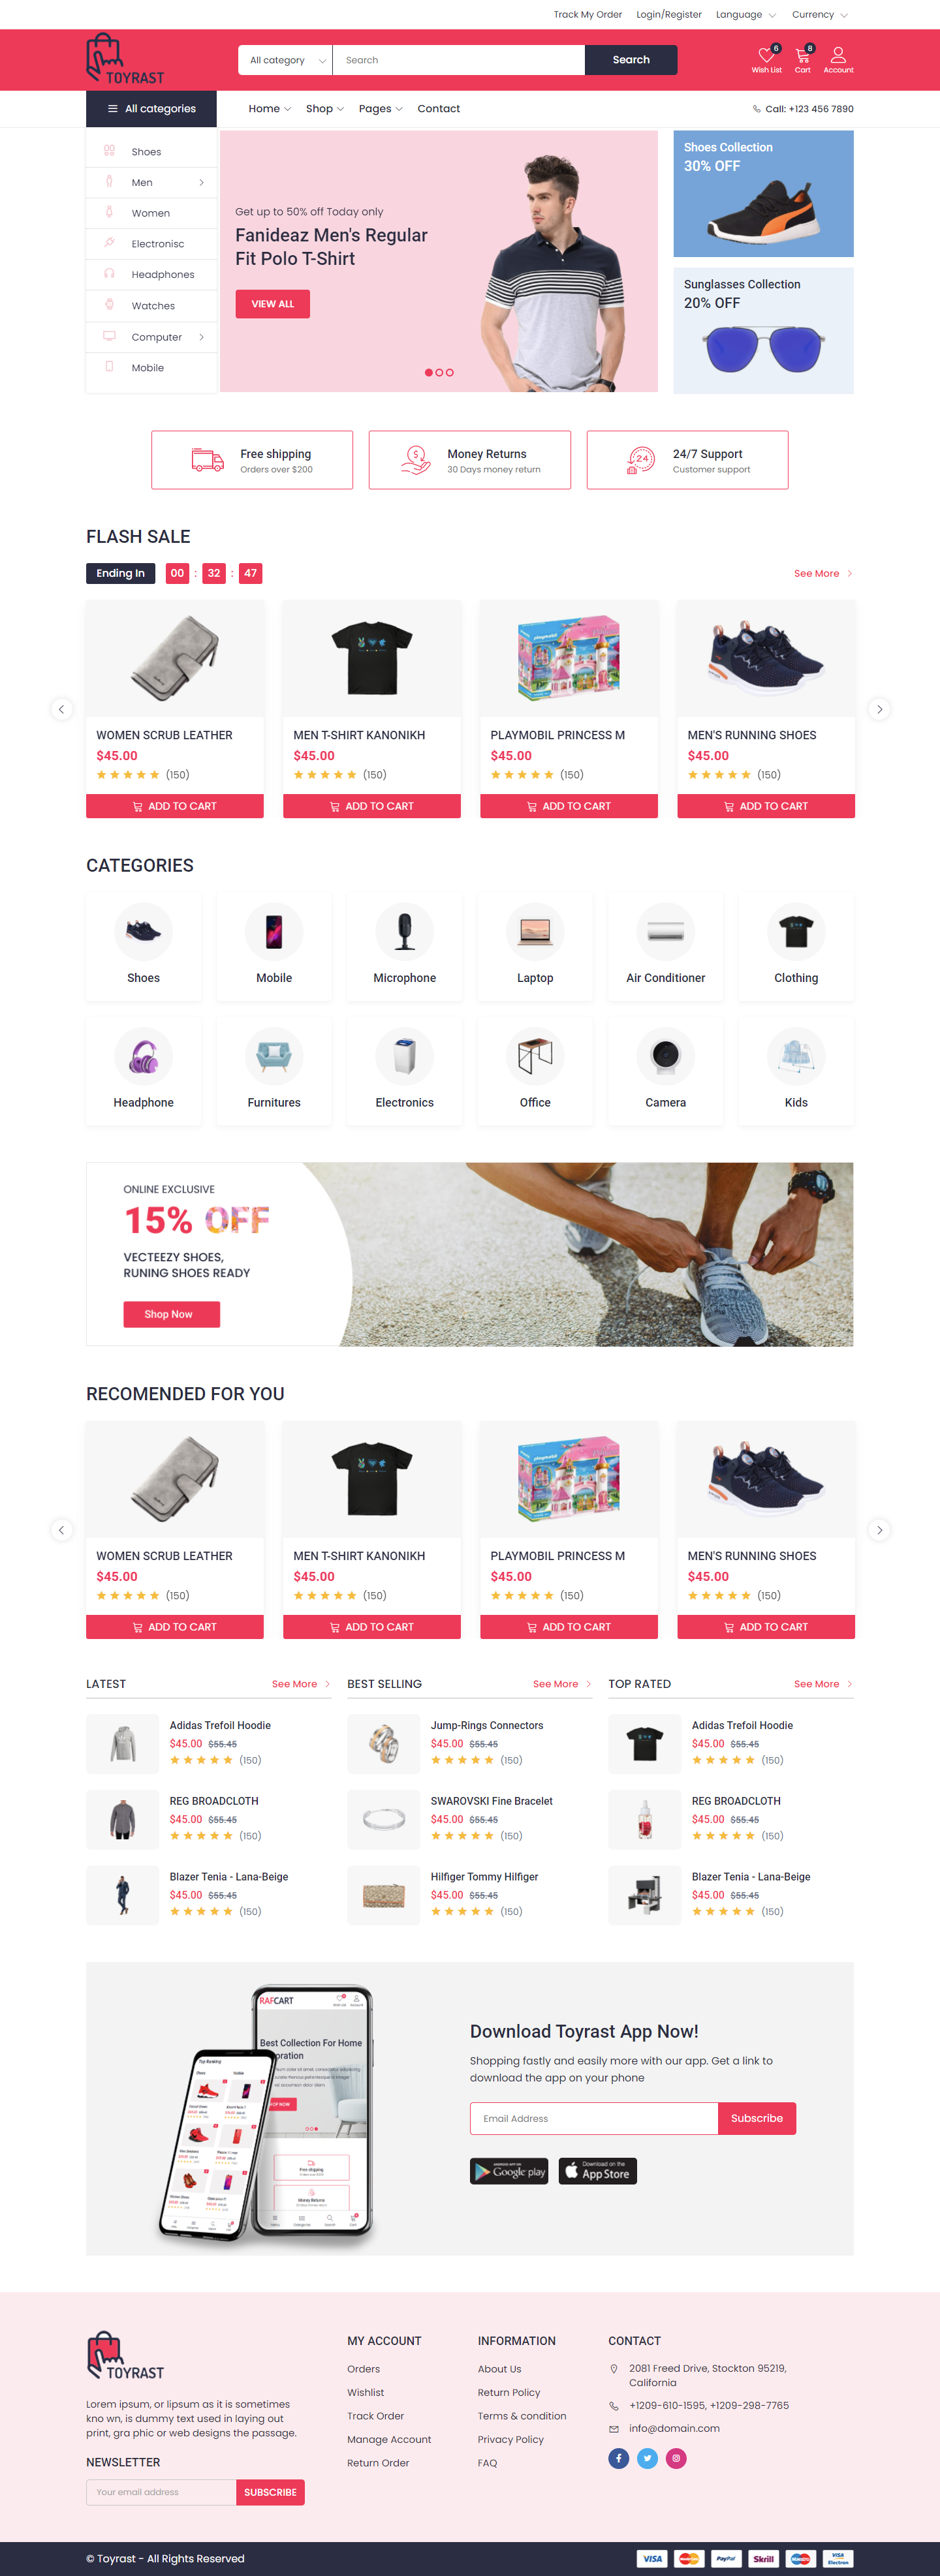 Track My Order Login/Register Language Currency
TOYRAST
All category Search Search
6 8
Wish List Cart Account
All categories Home Shop Pages Contact Call: +123 456 7890
Shoes
Men
Women
Electronisc
Headphones
Watches
Computer
Mobile
Get up to 50% off Today only
Fanideaz Men's Regular
Fit Polo T-Shirt
VIEW ALL
Shoes Collection
30% OFF
Sunglasses Collection
20% OFF
Free shipping
Orders over $200
Money Returns
30 Days money return
24
24/7 Support
Customer support
FLASH SALE
Ending In 00 : 32 : 47 See More
playmobil
WOMEN SCRUB LEATHER MEN T-SHIRT KANONIKH PLAYMOBIL PRINCESS M MEN'S RUNNING SHOES
$45.00 $45.00 $45.00 $45.00
(150) (150) (150) (150)
ADD TO CART ADD TO CART ADD TO CART ADD TO CART
CATEGORIES
Shoes Mobile Microphone Laptop Air Conditioner Clothing
Headphone Furnitures Electronics Office Camera Kids
ONLINE EXCLUSIVE
15% OFF
VECTEEZY SHOES,
RUNING SHOES READY
Shop Now
RECOMENDED FOR YOU
playmobil
WOMEN SCRUB LEATHER MEN T-SHIRT KANONIKH PLAYMOBIL PRINCESS M MEN'S RUNNING SHOES
$45.00 $45.00 $45.00 $45.00
(150) (150) (150) (150)
ADD TO CART ADD TO CART ADD TO CART ADD TO CART
LATEST See More
Adidas Trefoil Hoodie
$45.00 $55.45
(150)
REG BROADCLOTH
$45.00 $55.45
(150)
Blazer Tenia - Lana-Beige
$45.00 $55.45
(150)
BEST SELLING See More
Jump-Rings Connectors
$45.00 $55.45
(150)
SWAROVSKI Fine Bracelet
$45.00 $55.45
(150)
Hilfiger Tommy Hilfiger
$45.00 $55.45
(150)
TOP RATED See More
Adidas Trefoil Hoodie
$45.00 $55.45
(150)
REG BROADCLOTH
$45.00 $55.45
(150)
Blazer Tenia - Lana-Beige
$45.00 $55.45
(150)
RAFCART
Best Collection For Home
oration
Top Ranking
Free shipping
Money Returns
Download Toyrast App Now!
Shopping fastly and easily more with our app. Get a link to
download the app on your phone
Email Address Subscribe
Google play
Download on the
App Store
TOYRAST
Lorem ipsum, or lipsum as it is sometimes
kno wn, is dummy text used in laying out
print, gra phic or web designs the passage.
NEWSLETTER
Your email address SUBSCRIBE
MY ACCOUNT
Orders
Wishlist
Track Order
Manage Account
Return Order
INFORMATION
About Us
Return Policy
Terms & condition
Privacy Policy
FAQ
CONTACT
2081 Freed Drive, Stockton 95219,
California
+1209-610-1595, +1209-298-7765
info@domain.com
© Toyrast - All Rights Reserved
VISA MasterCard PayPal Skrill Maestro VISA Electron